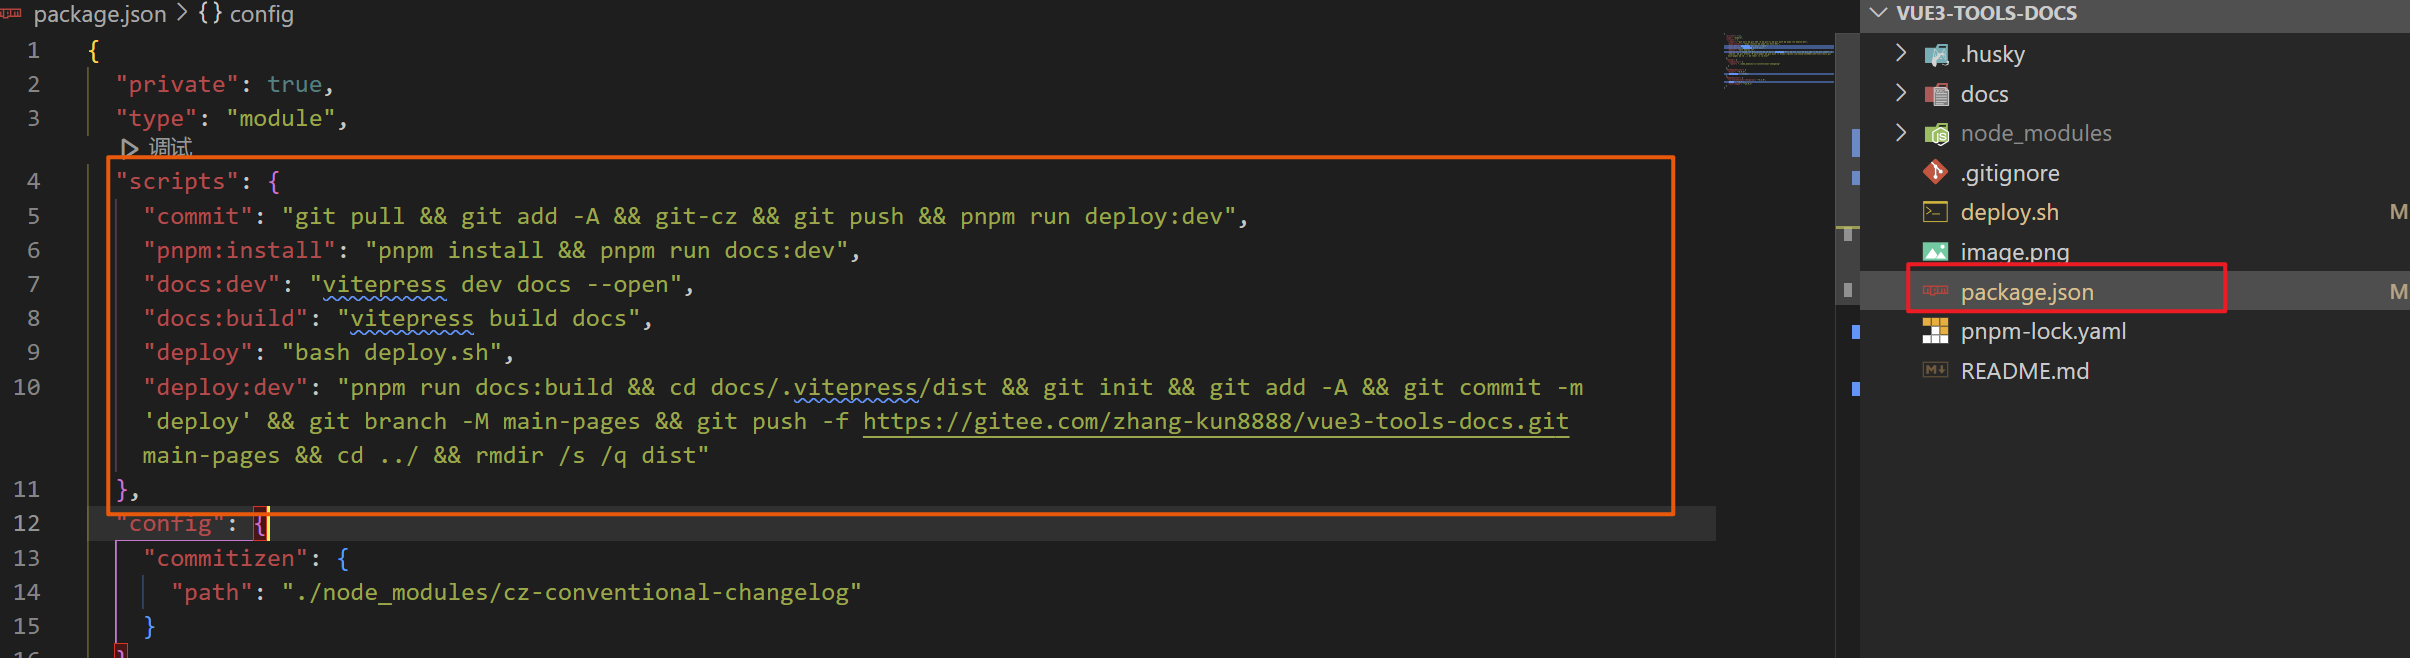 package.json > {} config
1 {
2 "private": true,
3 "type": "module",
调试
4 "scripts": {
5 "commit": "git pull && git add -A && git-cz && git push && pnpm run deploy:dev",
6 "pnpm:install": "pnpm install && pnpm run docs:dev",
7 "docs:dev": "vitepress dev docs --open",
8 "docs:build": "vitepress build docs",
9 "deploy": "bash deploy.sh",
10 "deploy:dev": "pnpm run docs:build && cd docs/.vitepress/dist && git init && git add -A && git commit -m
'deploy' && git branch -M main-pages && git push -f https://gitee.com/zhang-kun8888/vue3-tools-docs.git
main-pages && cd ../ && rmdir /s /q dist"
11 },
12 "config": {
13 "commitizen": {
14 "path": "./node_modules/cz-conventional-changelog"
15 }
16 }
VUE3-TOOLS-DOCS
.husky
docs
node_modules
.gitignore
deploy.sh M
image.png
package.json M
pnpm-lock.yaml
README.md